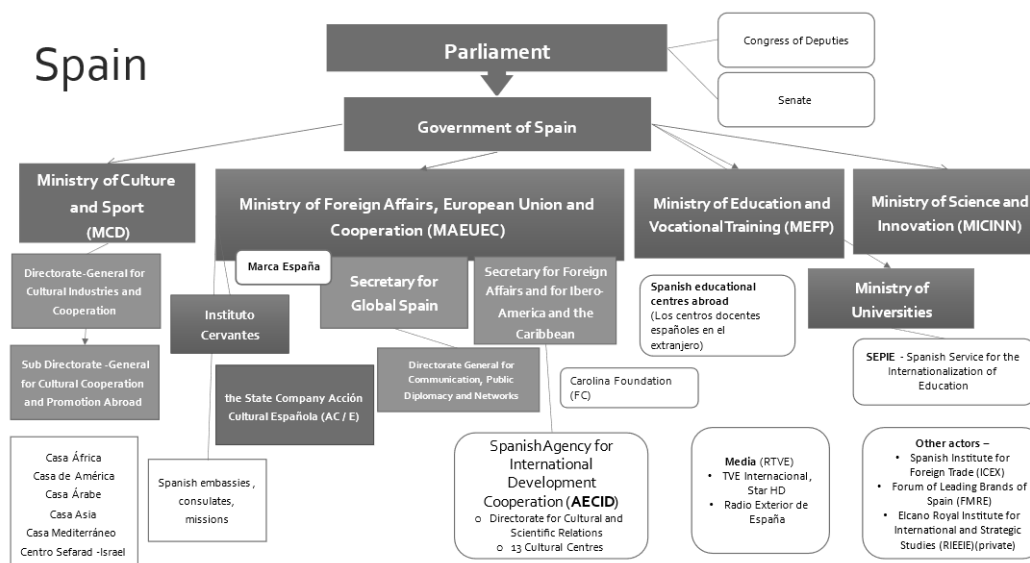 Spain
Parliament
Congress of Deputies
Senate
Government of Spain
Ministry of Culture
and Sport
(MCD)
Ministry of Foreign Affairs, European Union and
Cooperation (MAEUEC)
Ministry of Education and
Vocational Training (MEFP)
Ministry of Science and
Innovation (MICINN)
Directorate-General for
Cultural Industries and
Cooperation
Marca España
Secretary for
Global Spain
Secretary for Foreign
Affairs and for Ibero-
America and the
Caribbean
Spanish educational
centres abroad
(Los centros docentes
españoles en el
extranjero)
Ministry of
Universities
Instituto
Cervantes
Sub Directorate -General
for Cultural Cooperation
and Promotion Abroad
Directorate General for
Communication, Public
Diplomacy and Networks
Carolina Foundation
(FC)
SEPIE - Spanish Service for the
Internationalization of
Education
the State Company Acción
Cultural Española (AC / E)
Casa África
Casa de América
Casa Árabe
Casa Asia
Casa Mediterráneo
Centro Sefarad -Israel
Spanish embassies,
consulates,
missions
Spanish Agency for
International
Development
Cooperation (AECID)
o Directorate for Cultural and
Scientific Relations
o 13 Cultural Centres
Media (RTVE)
• TVE Internacional,
Star HD
• Radio Exterior de
España
Other actors –
• Spanish Institute for
Foreign Trade (ICEX)
• Forum of Leading Brands of
Spain (FMRE)
• Elcano Royal Institute for
International and Strategic
Studies (RIEEIE)(private)